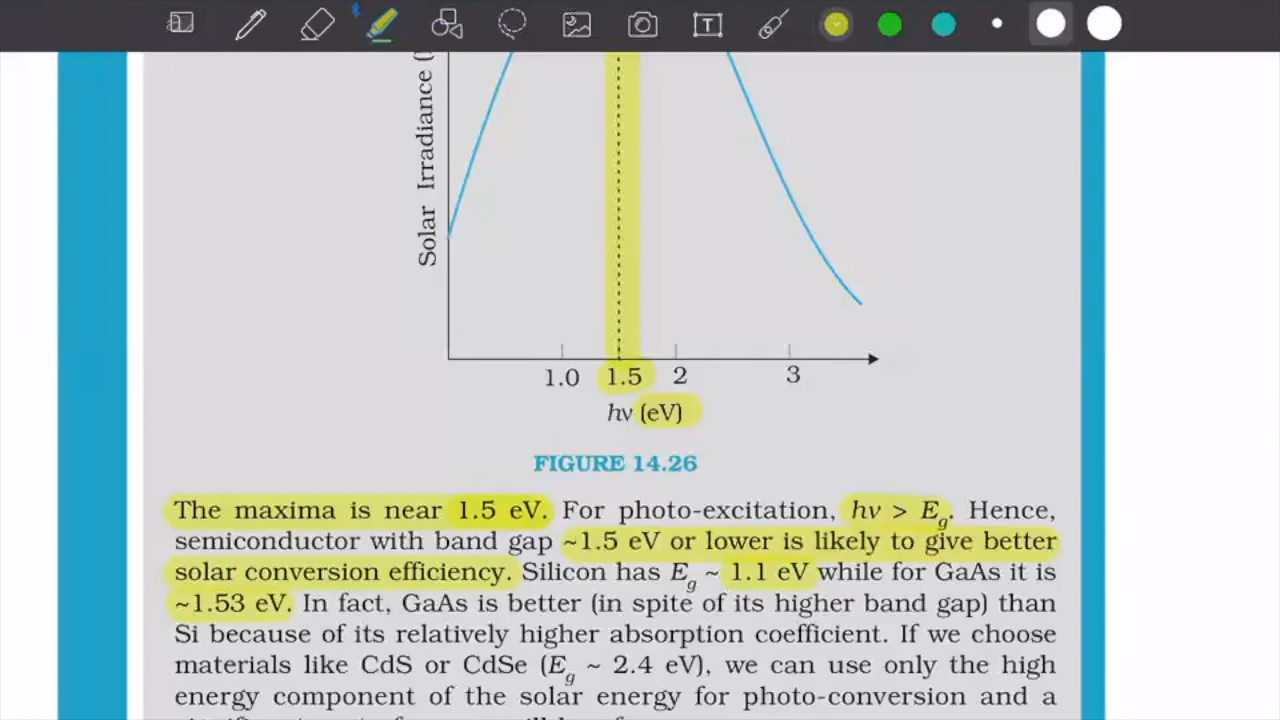 Solar Irradiance (
1.0 1.5 2 3
hν (eV)
FIGURE 14.26
The maxima is near 1.5 eV. For photo-excitation, hν > Eg. Hence,
semiconductor with band gap ~1.5 eV or lower is likely to give better
solar conversion efficiency. Silicon has Eg ~ 1.1 eV while for GaAs it is
~1.53 eV. In fact, GaAs is better (in spite of its higher band gap) than
Si because of its relatively higher absorption coefficient. If we choose
materials like CdS or CdSe (Eg ~ 2.4 eV), we can use only the high
energy component of the solar energy for photo-conversion and a